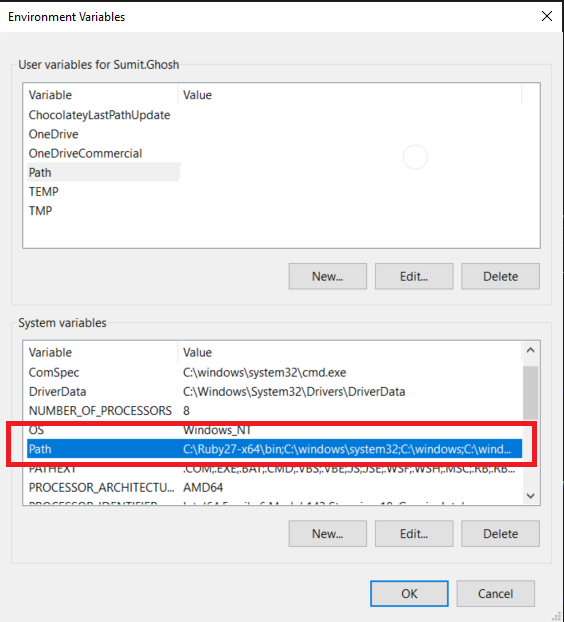 Environment Variables
User variables for Sumit.Ghosh
Variable Value
ChocolateyLastPathUpdate
OneDrive
OneDriveCommercial
Path
TEMP
TMP
New... Edit... Delete
System variables
Variable Value
ComSpec C:\windows\system32\cmd.exe
DriverData C:\Windows\System32\Drivers\DriverData
NUMBER_OF_PROCESSORS 8
OS Windows_NT
Path C:\Ruby27-x64\bin;C:\windows\system32;C:\windows;C:\wind...
PATHEXT .COM;.EXE;.BAT;.CMD;.VBS;.VBE;.JS;.JSE;.WSF;.WSH;.MSC;.RB;.RB...
PROCESSOR_ARCHITECTU... AMD64
New... Edit... Delete
OK Cancel